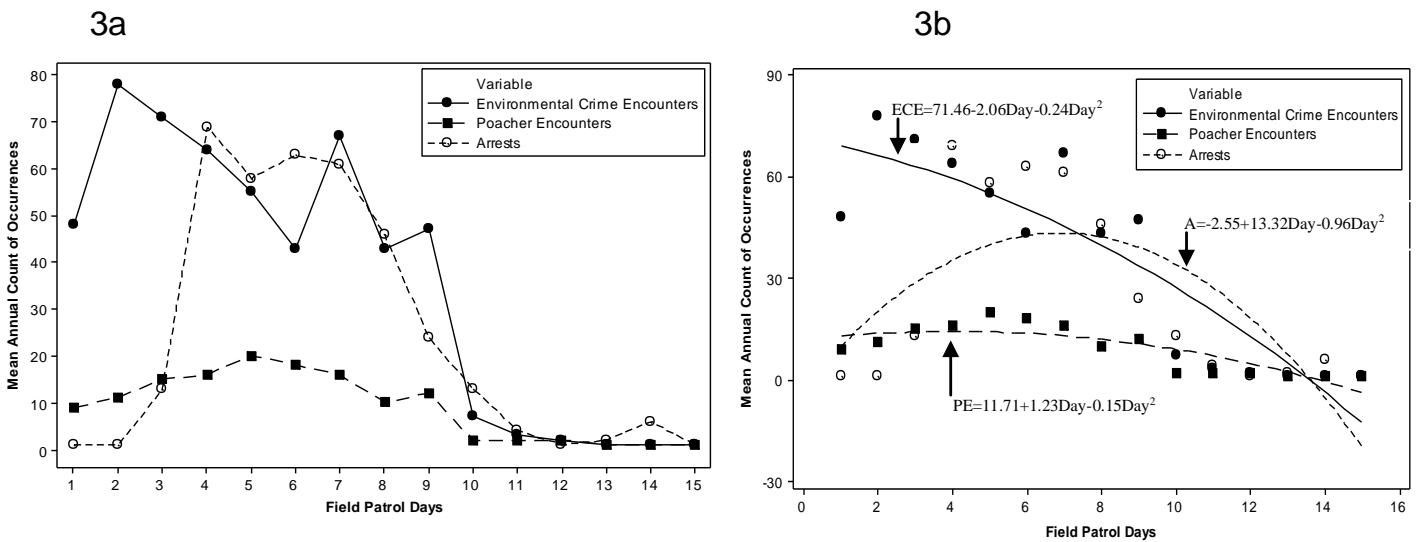 3a
3b
Mean Annual Count of Occurrences
80
70
60
50
40
30
20
10
0
Variable
Environmental Crime Encounters
Poacher Encounters
Arrests
1 2 3 4 5 6 7 8 9 10 11 12 13 14 15
Field Patrol Days
Mean Annual Count of Occurrences
90
60
30
0
-30
Variable
Environmental Crime Encounters
Poacher Encounters
Arrests
ECE=71.46-2.06Day-0.24Day²
A=-2.55+13.32Day-0.96Day²
PE=11.71+1.23Day-0.15Day²
0 2 4 6 8 10 12 14 16
Field Patrol Days